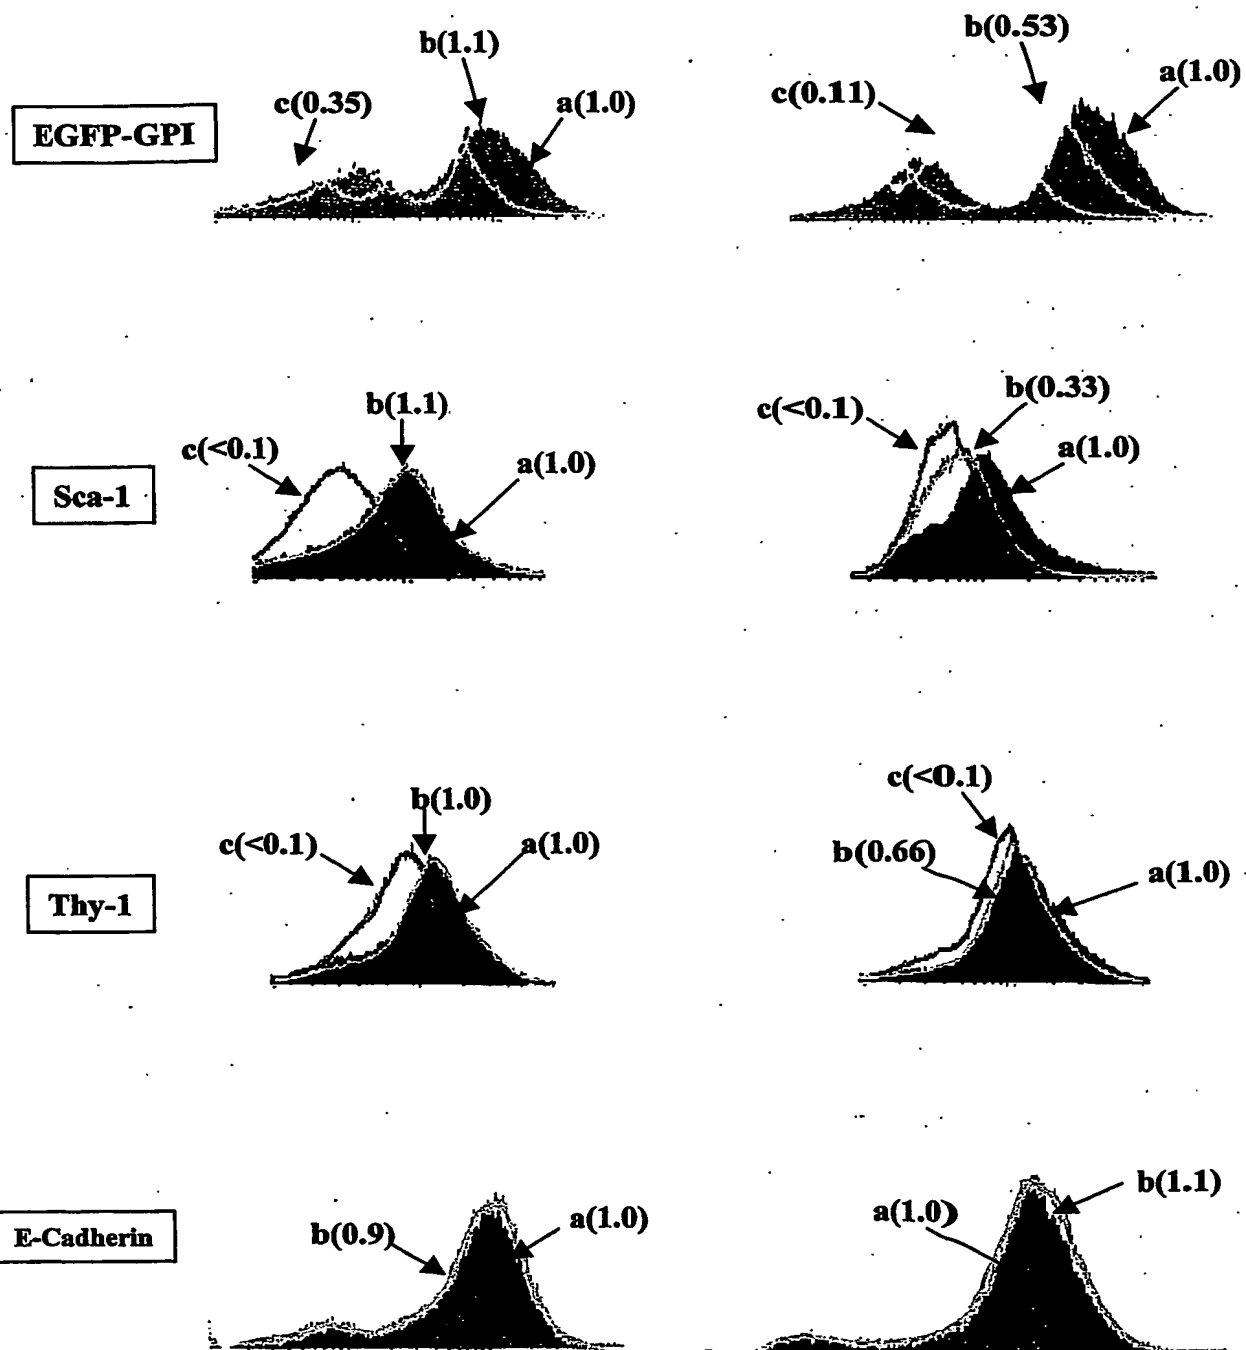 EGFP-GPI
c(0.35)
b(1.1)
a(1.0)
c(0.11)
b(0.53)
a(1.0)
Sca-1
c(<0.1)
b(1.1)
a(1.0)
c(<0.1)
b(0.33)
a(1.0)
Thy-1
c(<0.1)
b(1.0)
a(1.0)
c(<0.1)
b(0.66)
a(1.0)
E-Cadherin
b(0.9)
a(1.0)
a(1.0)
b(1.1)